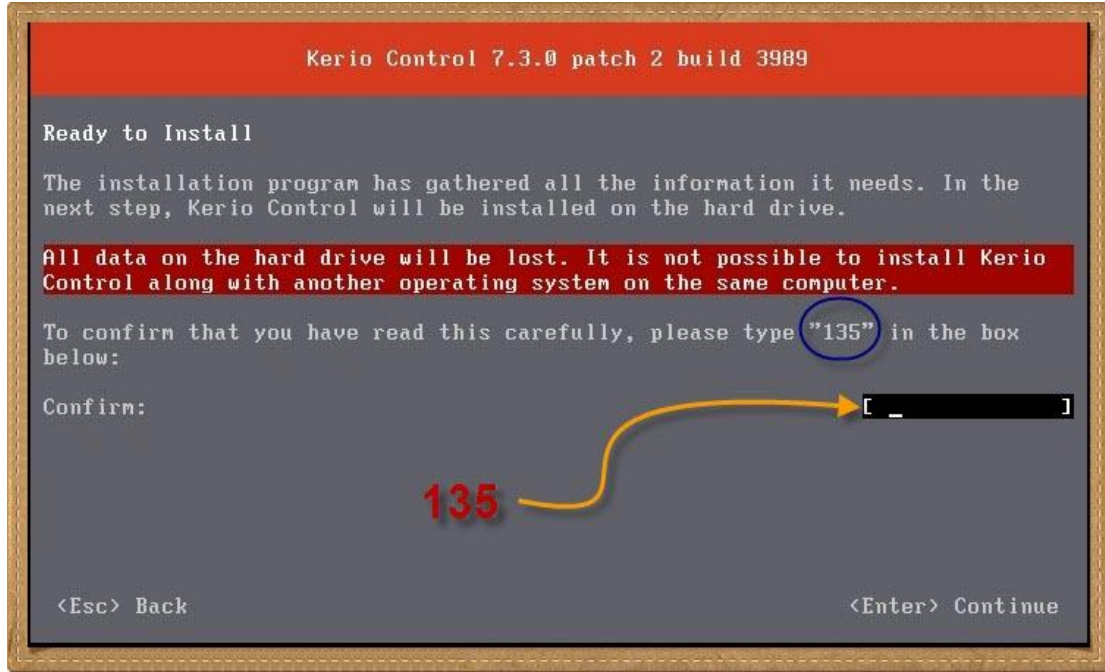 Kerio Control 7.3.0 patch 2 build 3989
Ready to Install
The installation program has gathered all the information it needs. In the
next step, Kerio Control will be installed on the hard drive.
All data on the hard drive will be lost. It is not possible to install Kerio
Control along with another operating system on the same computer.
To confirm that you have read this carefully, please type "135" in the box
below:
Confirm: [ _ ]
135
<Esc> Back <Enter> Continue